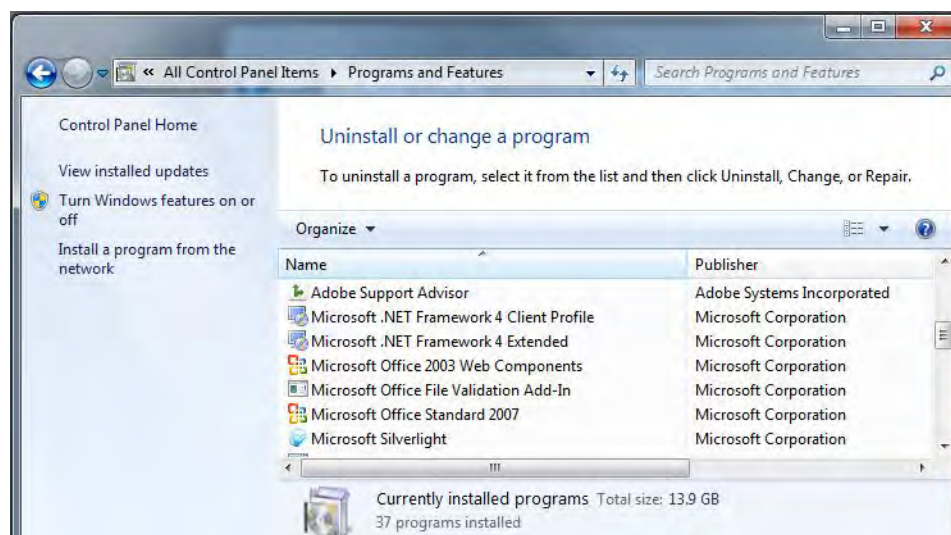 « All Control Panel Items ▸ Programs and Features
Search Programs and Features
Control Panel Home
View installed updates
Turn Windows features on or
off
Install a program from the
network
Uninstall or change a program
To uninstall a program, select it from the list and then click Uninstall, Change, or Repair.
Organize
Name Publisher
Adobe Support Advisor Adobe Systems Incorporated
Microsoft .NET Framework 4 Client Profile Microsoft Corporation
Microsoft .NET Framework 4 Extended Microsoft Corporation
Microsoft Office 2003 Web Components Microsoft Corporation
Microsoft Office File Validation Add-In Microsoft Corporation
Microsoft Office Standard 2007 Microsoft Corporation
Microsoft Silverlight Microsoft Corporation
Currently installed programs Total size: 13.9 GB
37 programs installed